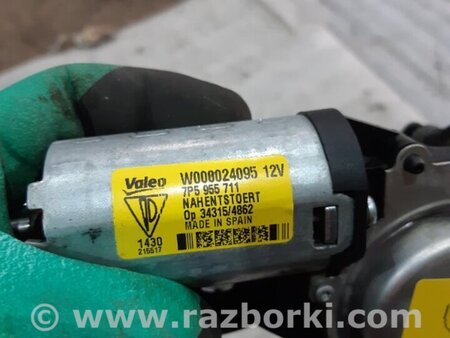 Valeo W000024095 12V
7P5 955 711
NAHENTSTOERT
Op 34315/4862
MADE IN SPAIN
1430
216517
© www.razborki.com